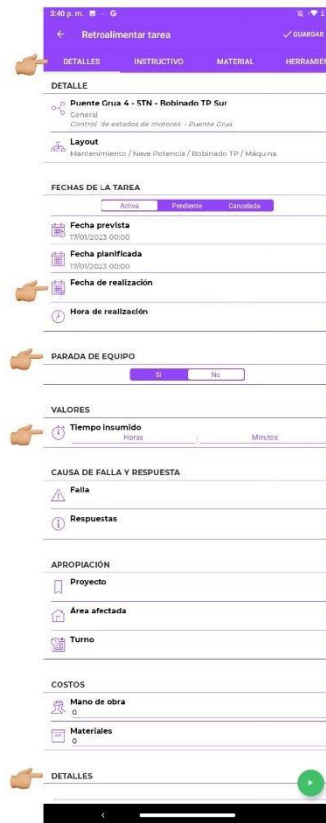 3:40 p. m. G
Retroalimentar tarea
GUARDAR
DETALLES INSTRUCTIVO MATERIAL HERRAMIEN
DETALLE
Puente Grua 4 - 5TN - Bobinado TP Sur
General
Control de estados de motores - Puente Grua
Layout
Mantenimiento / Nave Potencia / Bobinado TP / Máquina
FECHAS DE LA TAREA
Activa Pendiente Cancelada
Fecha prevista
17/01/2023 00:00
Fecha planificada
17/01/2023 00:00
Fecha de realización
Hora de realización
PARADA DE EQUIPO
Si No
VALORES
Tiempo insumido
Horas : Minutos
CAUSA DE FALLA Y RESPUESTA
Falla
Respuestas
APROPIACIÓN
Proyecto
Área afectada
Turno
COSTOS
Mano de obra
0
Materiales
0
DETALLES